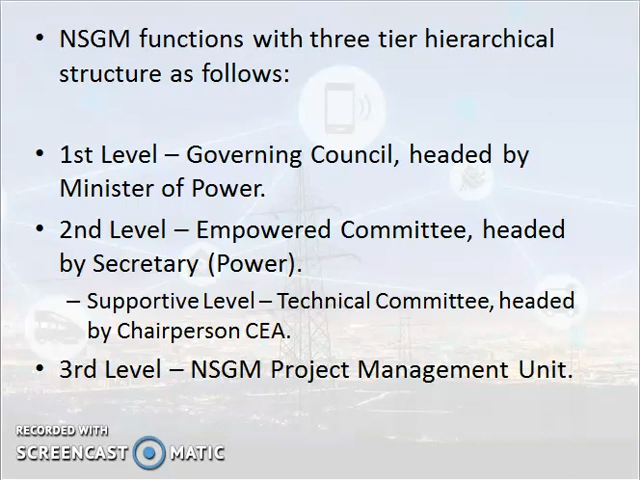 • NSGM functions with three tier hierarchical
structure as follows:
• 1st Level – Governing Council, headed by
Minister of Power.
• 2nd Level – Empowered Committee, headed
by Secretary (Power).
– Supportive Level – Technical Committee, headed
by Chairperson CEA.
• 3rd Level – NSGM Project Management Unit.
RECORDED WITH
SCREENCAST MATIC